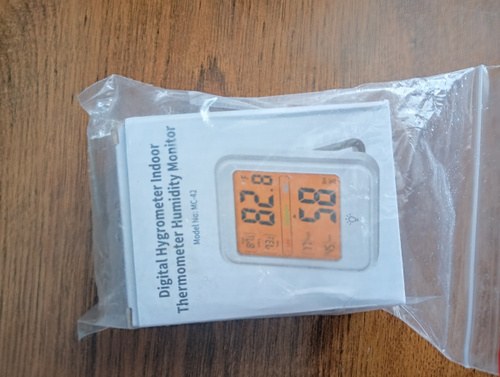 Digital Hygrometer Indoor
Thermometer Humidity Monitor
Model No: MC-42
82.8
58